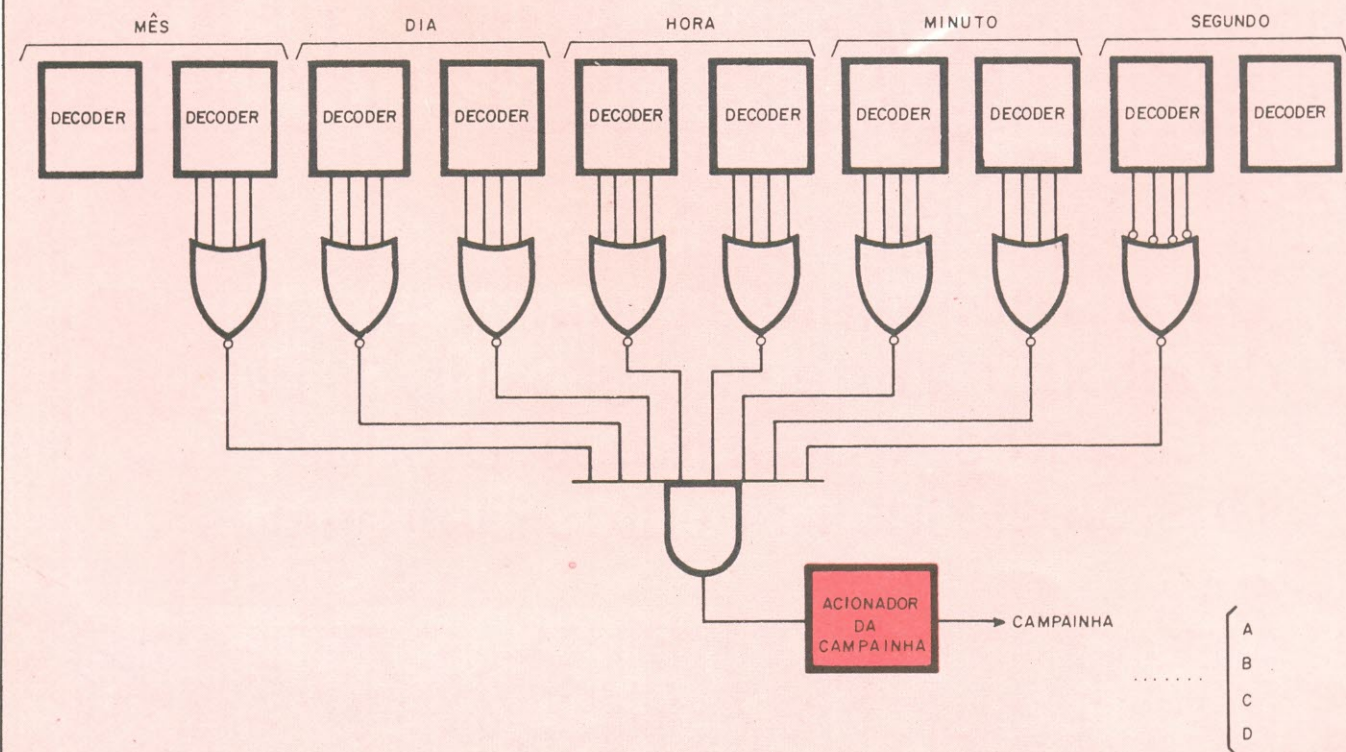 MÊS DIA HORA MINUTO SEGUNDO
DECODER DECODER DECODER DECODER DECODER DECODER DECODER DECODER DECODER DECODER
ACIONADOR
DA
CAMPAINHA
CAMPAINHA
.......
A
B
C
D